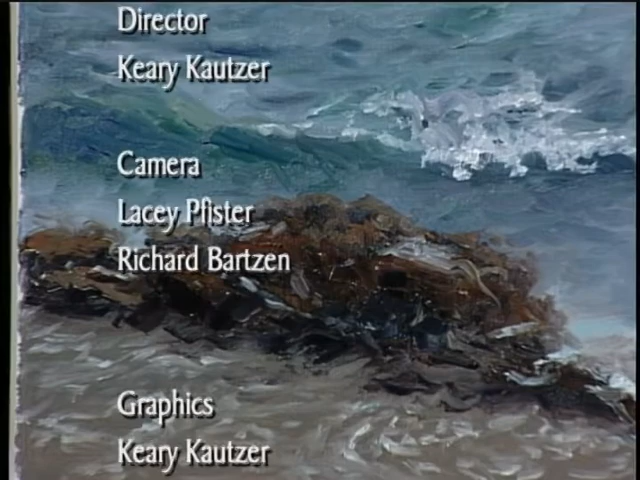 Director
Keary Kautzer
Camera
Lacey Pfister
Richard Bartzen
Graphics
Keary Kautzer